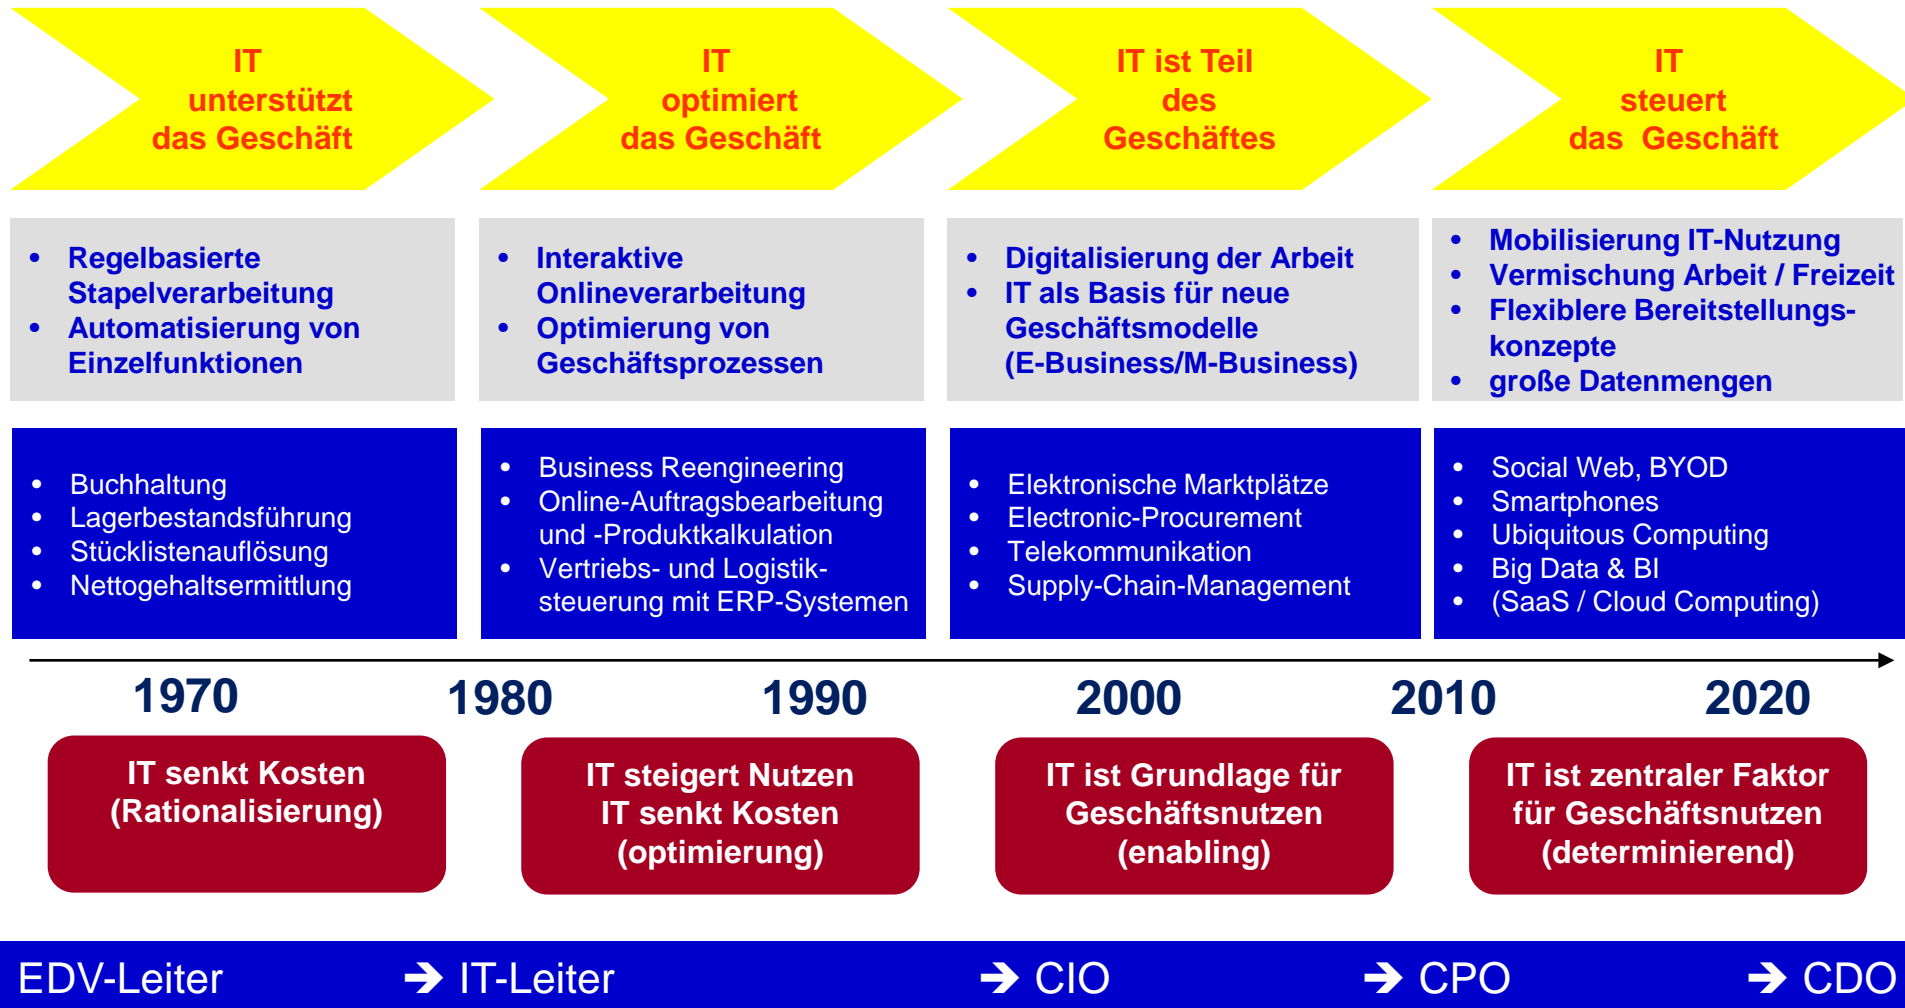 IT
unterstützt
das Geschäft
IT
optimiert
das Geschäft
IT ist Teil
des
Geschäftes
IT
steuert
das Geschäft
• Regelbasierte
Stapelverarbeitung
• Automatisierung von
Einzelfunktionen
• Interaktive
Onlineverarbeitung
• Optimierung von
Geschäftsprozessen
• Digitalisierung der Arbeit
• IT als Basis für neue
Geschäftsmodelle
(E-Business/M-Business)
• Mobilisierung IT-Nutzung
• Vermischung Arbeit / Freizeit
• Flexiblere Bereitstellungs-
konzepte
• große Datenmengen
• Buchhaltung
• Lagerbestandsführung
• Stücklistenauflösung
• Nettogehaltsermittlung
• Business Reengineering
• Online-Auftragsbearbeitung
und -Produktkalkulation
• Vertriebs- und Logistik-
steuerung mit ERP-Systemen
• Elektronische Marktplätze
• Electronic-Procurement
• Telekommunikation
• Supply-Chain-Management
• Social Web, BYOD
• Smartphones
• Ubiquitous Computing
• Big Data & BI
• (SaaS / Cloud Computing)
1970 1980 1990 2000 2010 2020
IT senkt Kosten
(Rationalisierung)
IT steigert Nutzen
IT senkt Kosten
(optimierung)
IT ist Grundlage für
Geschäftsnutzen
(enabling)
IT ist zentraler Faktor
für Geschäftsnutzen
(determinierend)
EDV-Leiter ➔ IT-Leiter ➔ CIO ➔ CPO ➔ CDO